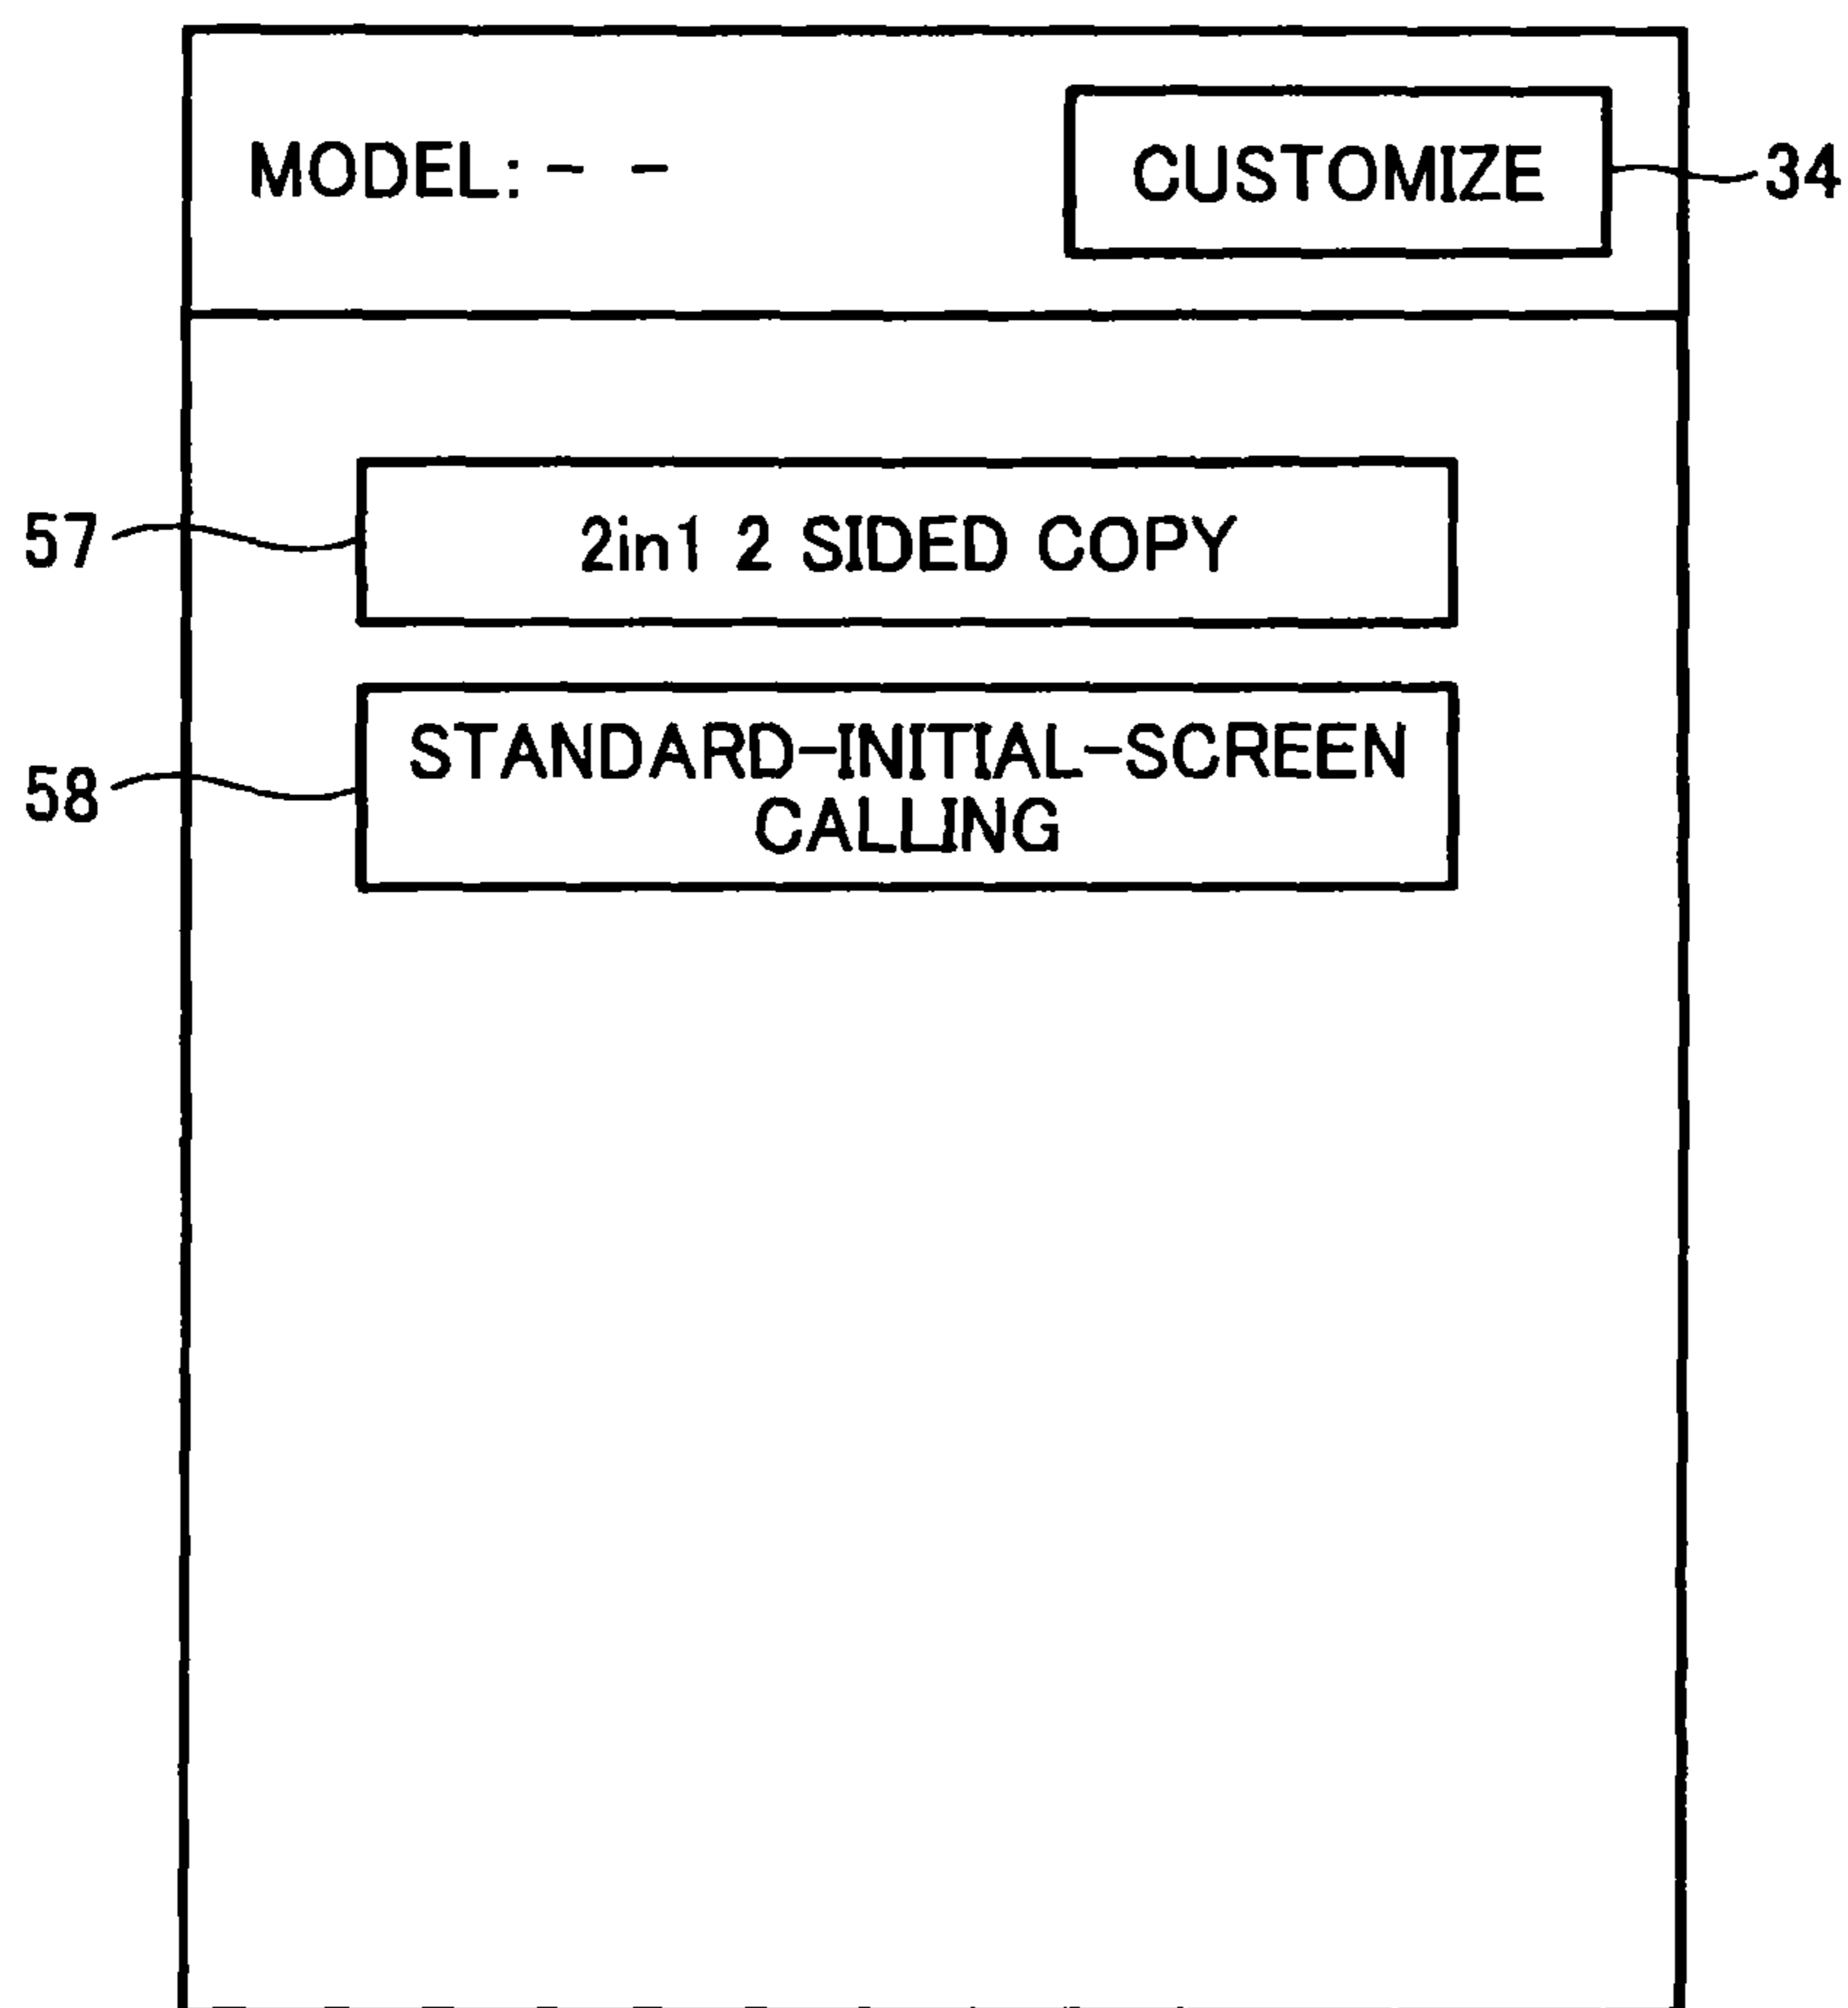 MODEL: - -
CUSTOMIZE
34
57
2in1 2 SIDED COPY
58
STANDARD-INITIAL-SCREEN
CALLING